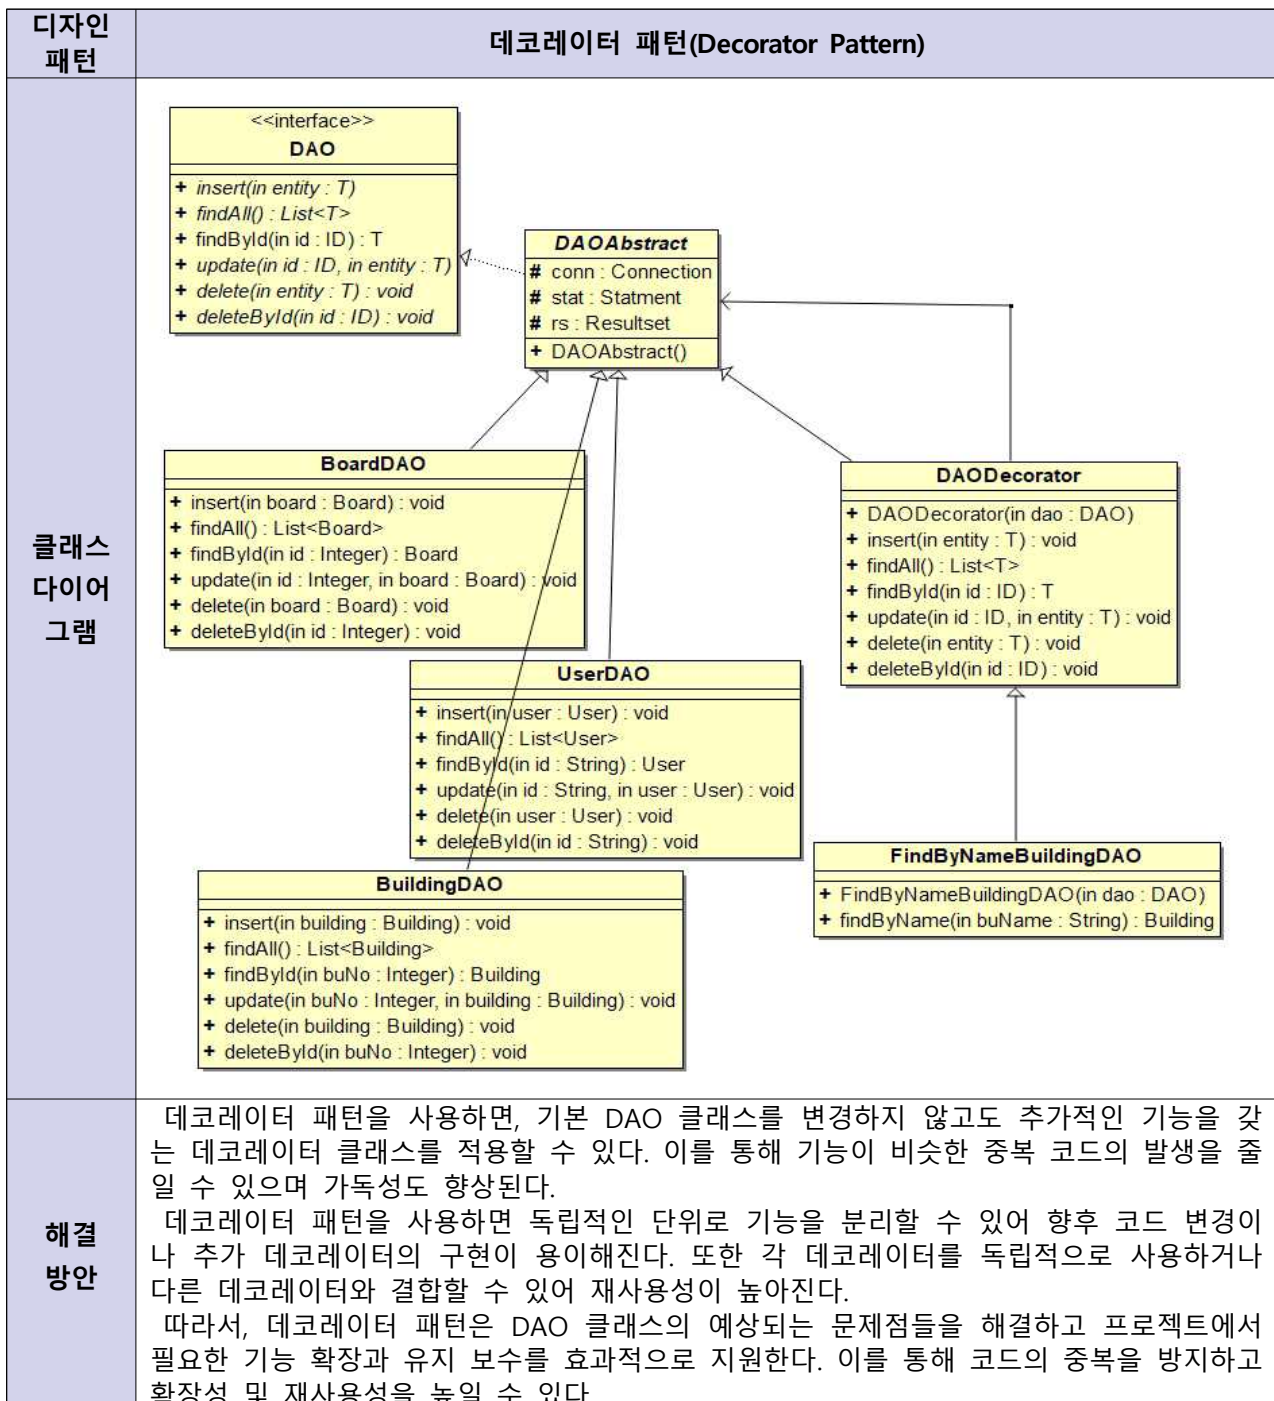 디자인
패턴
데코레이터 패턴(Decorator Pattern)
클래스
다이어
그램
<<interface>>
DAO
+ insert(in entity : T)
+ findAll() : List<T>
+ findById(in id : ID) : T
+ update(in id : ID, in entity : T)
+ delete(in entity : T) : void
+ deleteById(in id : ID) : void
DAOAbstract
# conn : Connection
# stat : Statment
# rs : Resultset
+ DAOAbstract()
BoardDAO
+ insert(in board : Board) : void
+ findAll() : List<Board>
+ findById(in id : Integer) : Board
+ update(in id : Integer, in board : Board) : void
+ delete(in board : Board) : void
+ deleteById(in id : Integer) : void
DAODecorator
+ DAODecorator(in dao : DAO)
+ insert(in entity : T) : void
+ findAll() : List<T>
+ findById(in id : ID) : T
+ update(in id : ID, in entity : T) : void
+ delete(in entity : T) : void
+ deleteById(in id : ID) : void
UserDAO
+ insert(in user : User) : void
+ findAll() : List<User>
+ findById(in id : String) : User
+ update(in id : String, in user : User) : void
+ delete(in user : User) : void
+ deleteById(in id : String) : void
FindByNameBuildingDAO
+ FindByNameBuildingDAO(in dao : DAO)
+ findByName(in buName : String) : Building
BuildingDAO
+ insert(in building : Building) : void
+ findAll() : List<Building>
+ findById(in buNo : Integer) : Building
+ update(in buNo : Integer, in building : Building) : void
+ delete(in building : Building) : void
+ deleteById(in buNo : Integer) : void
해결
방안
데코레이터 패턴을 사용하면, 기본 DAO 클래스를 변경하지 않고도 추가적인 기능을 갖
는 데코레이터 클래스를 적용할 수 있다. 이를 통해 기능이 비슷한 중복 코드의 발생을 줄
일 수 있으며 가독성도 향상된다.
데코레이터 패턴을 사용하면 독립적인 단위로 기능을 분리할 수 있어 향후 코드 변경이
나 추가 데코레이터의 구현이 용이해진다. 또한 각 데코레이터를 독립적으로 사용하거나
다른 데코레이터와 결합할 수 있어 재사용성이 높아진다.
따라서, 데코레이터 패턴은 DAO 클래스의 예상되는 문제점들을 해결하고 프로젝트에서
필요한 기능 확장과 유지 보수를 효과적으로 지원한다. 이를 통해 코드의 중복을 방지하고
확장성 및 재사용성을 높일 수 있다